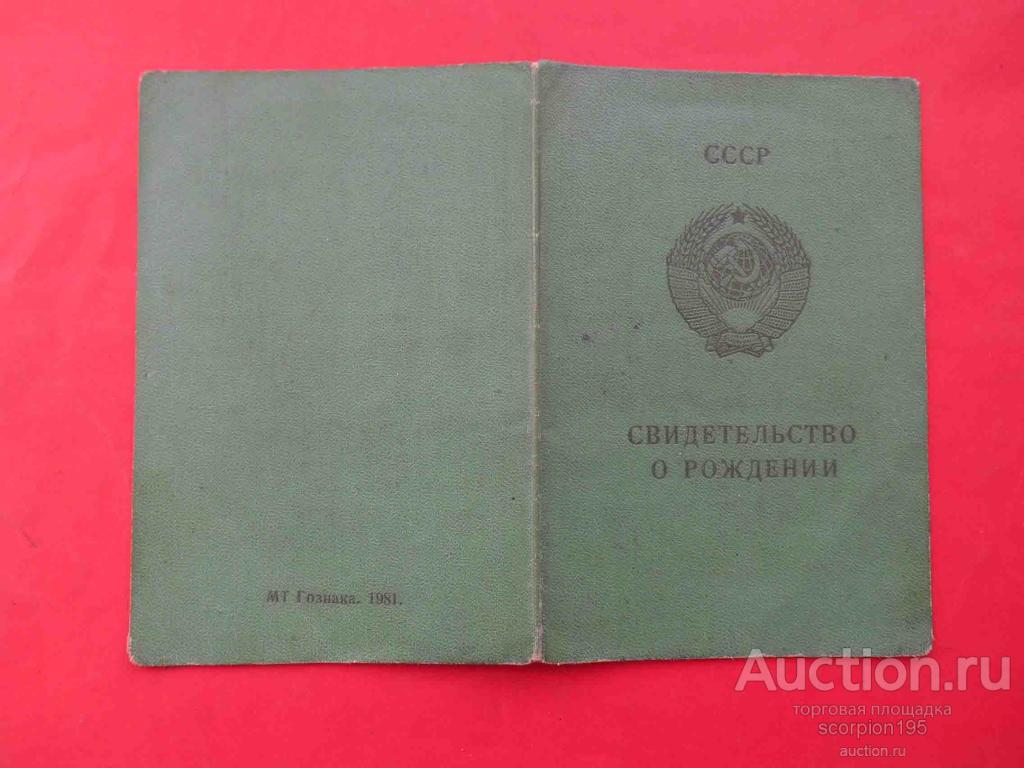 СССР
СВИДЕТЕЛЬСТВО
О РОЖДЕНИИ
МТ Гознака. 1981.
Auction.ru
торговая площадка
scorpion195
auction.ru